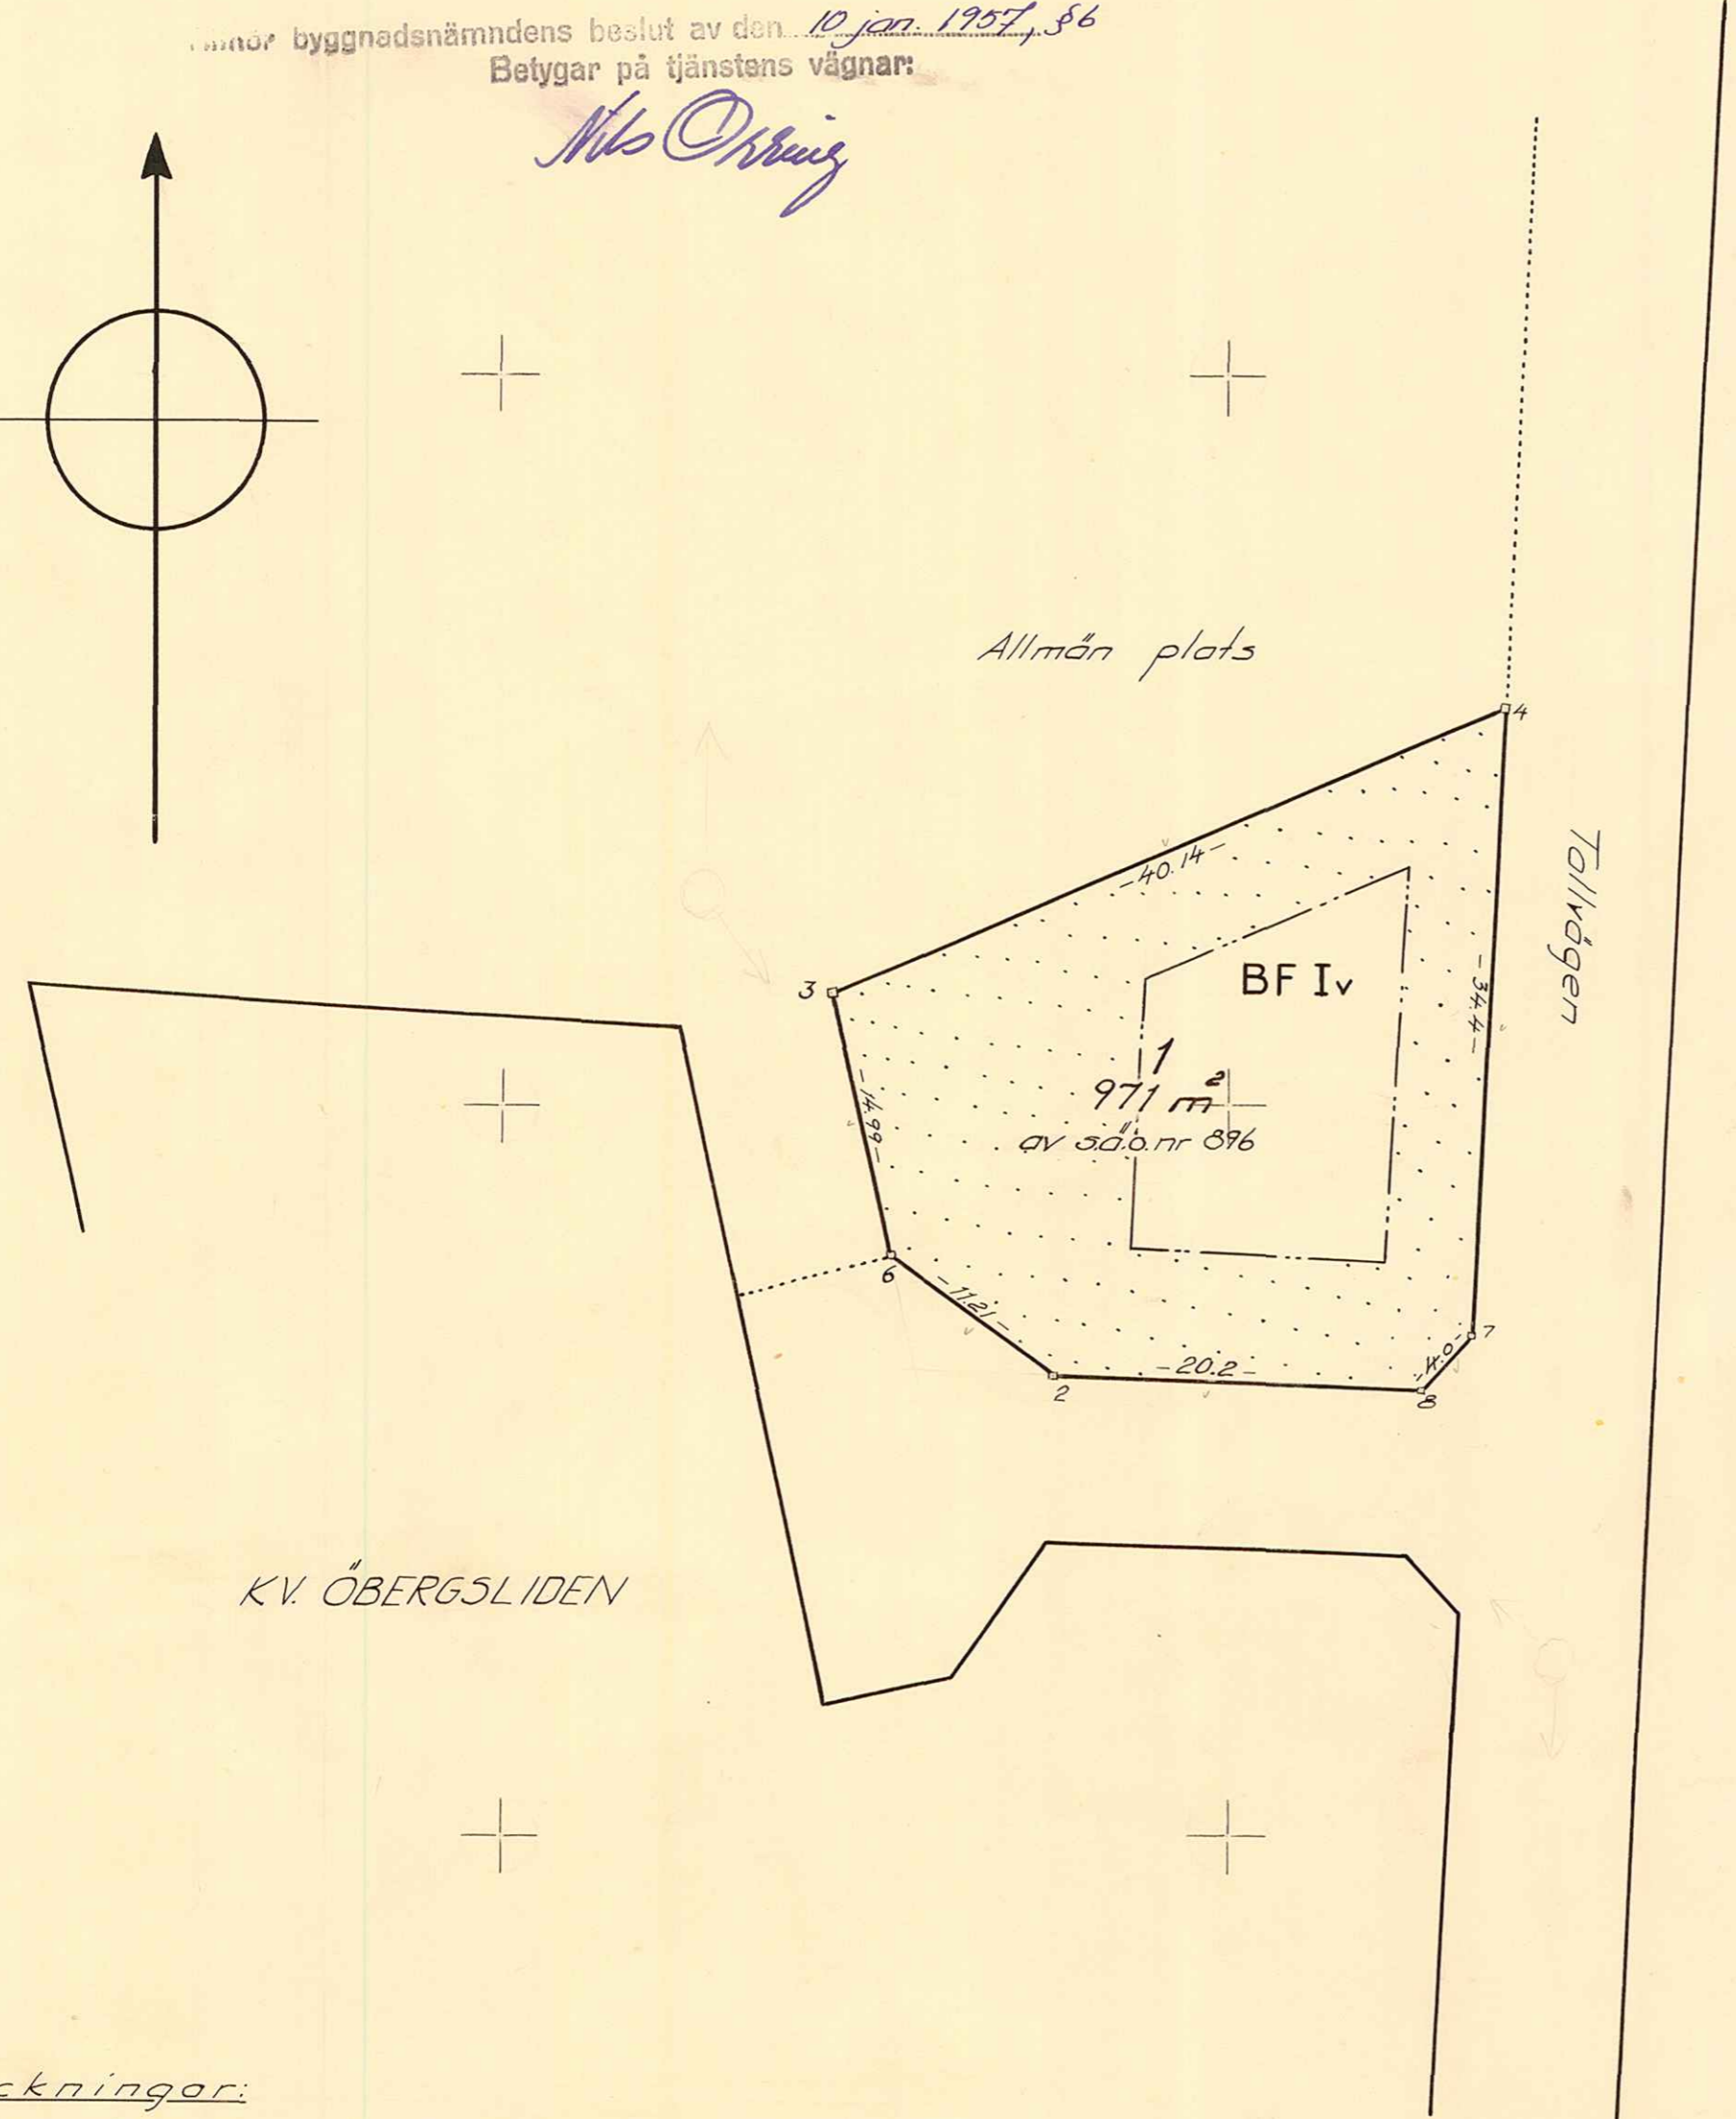 byggnadsnämndens beslut av den 10 jan. 1957, §6
Betygar på tjänstens vägnar:
Nils
Allmän plats
4
-40.14-
Tallvägen
3
BF Iv
-34.4-
1
971 m²
-14.99-
av s.ä.o.nr 896
6
-11.21-
7
-4.0-
-20.2-
2
8
KV. ÖBERGSLIDEN
ckningar: